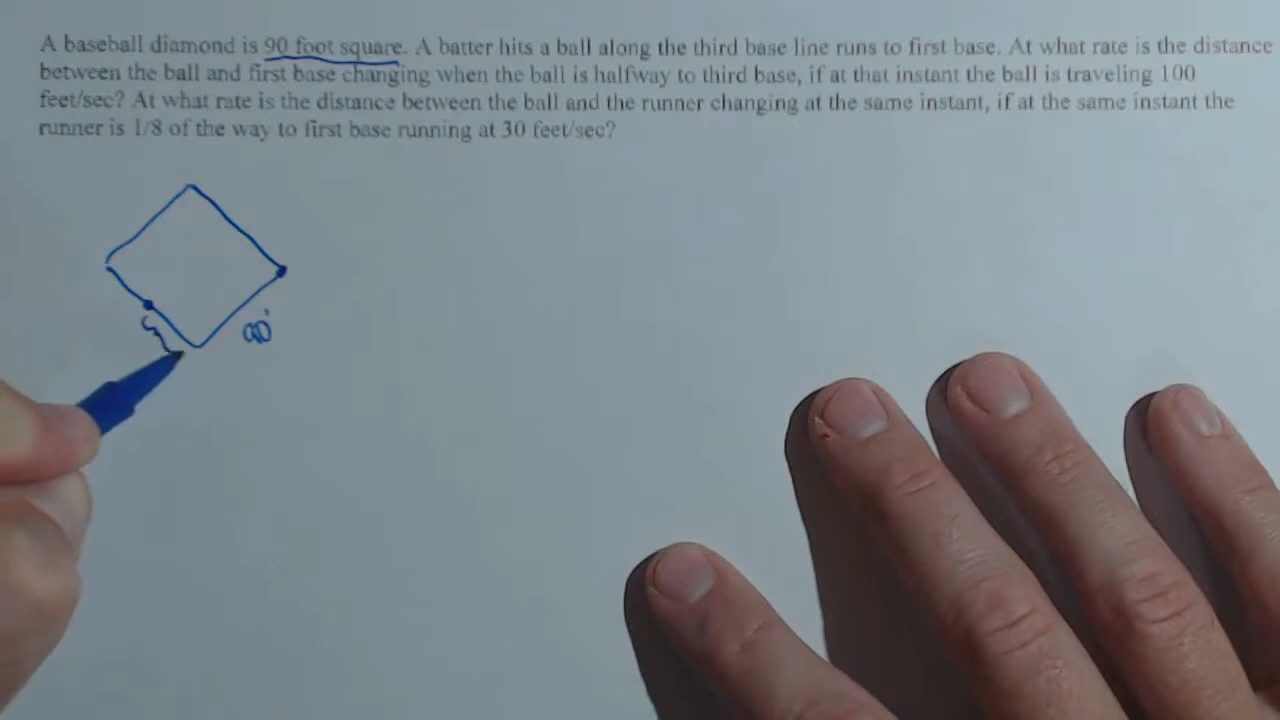 A baseball diamond is 90 foot square. A batter hits a ball along the third base line runs to first base. At what rate is the distance
between the ball and first base changing when the ball is halfway to third base, if at that instant the ball is traveling 100
feet/sec? At what rate is the distance between the ball and the runner changing at the same instant, if at the same instant the
runner is 1/8 of the way to first base running at 30 feet/sec?
90'